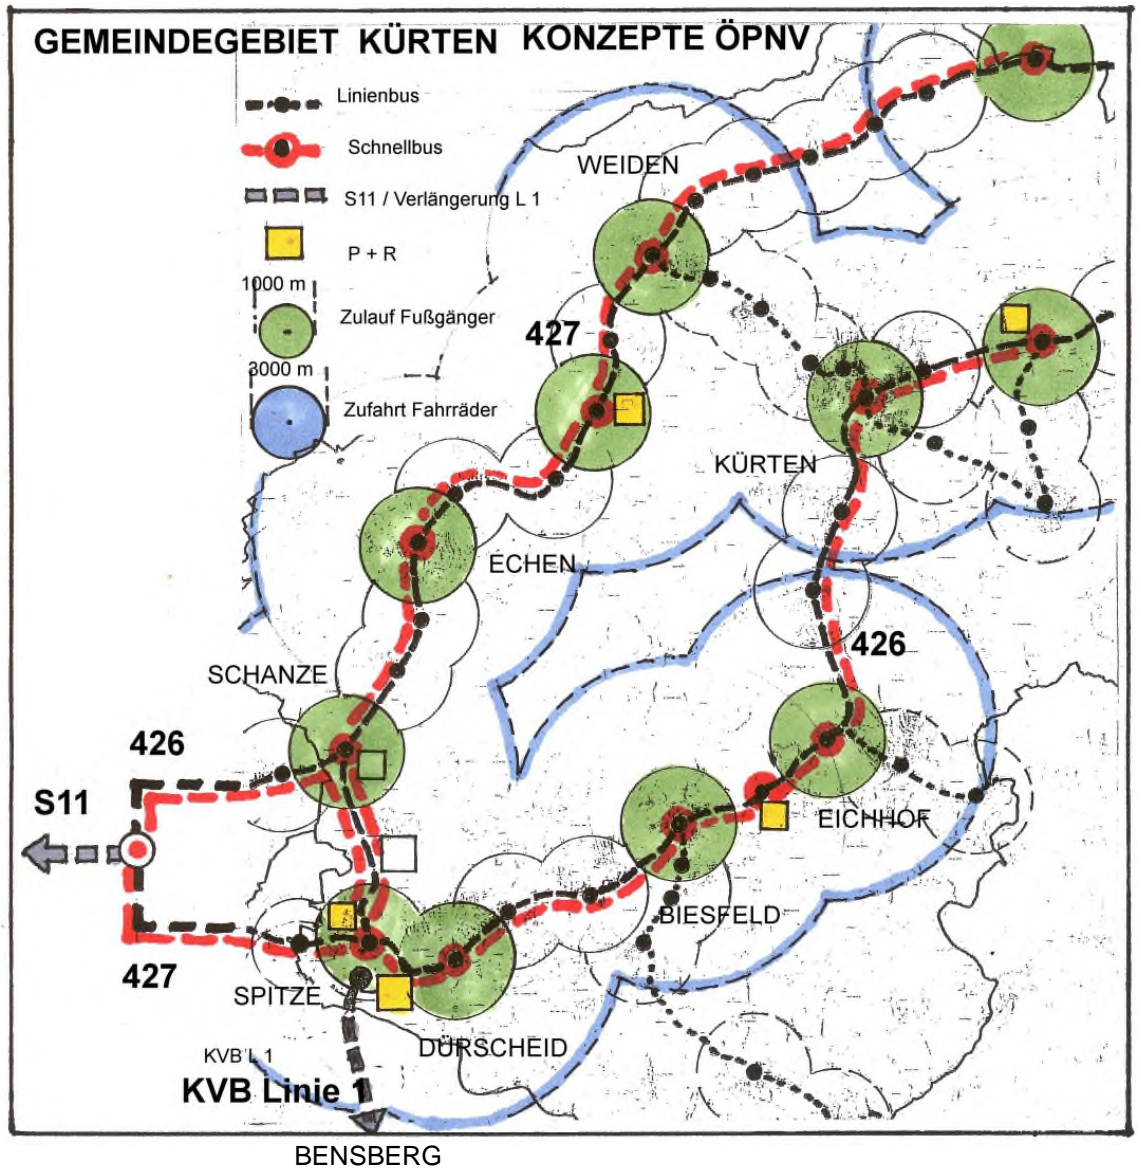 GEMEINDEGEBIET KÜRTEN KONZEPTE ÖPNV
Linienbus
Schnellbus
S11 / Verlängerung L 1
P + R
1000 m
Zulauf Fußgänger
3000 m
Zufahrt Fahrräder
WEIDEN
427
KÜRTEN
ECHEN
426
SCHANZE
426
S11
EICHHOF
BIESFELD
427
SPITZE
DÜRSCHEID
KVB L 1
KVB Linie 1
BENSBERG